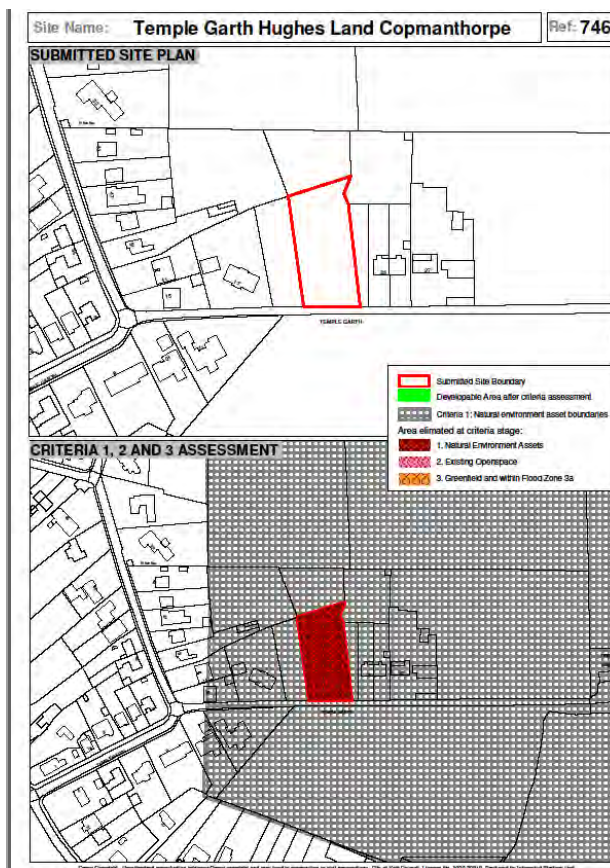 Site Name: Temple Garth Hughes Land Copmanthorpe
Ref: 746
SUBMITTED SITE PLAN
TEMPLE GARTH
Submitted Site Boundary
Developable Area after criteria assessment
Criteria 1: Natural environment asset boundaries
Area elimated at criteria stage:
1. Natural Environment Assets
2. Existing Openspace
3. Greenfield and within Flood Zone 3a
CRITERIA 1, 2 AND 3 ASSESSMENT